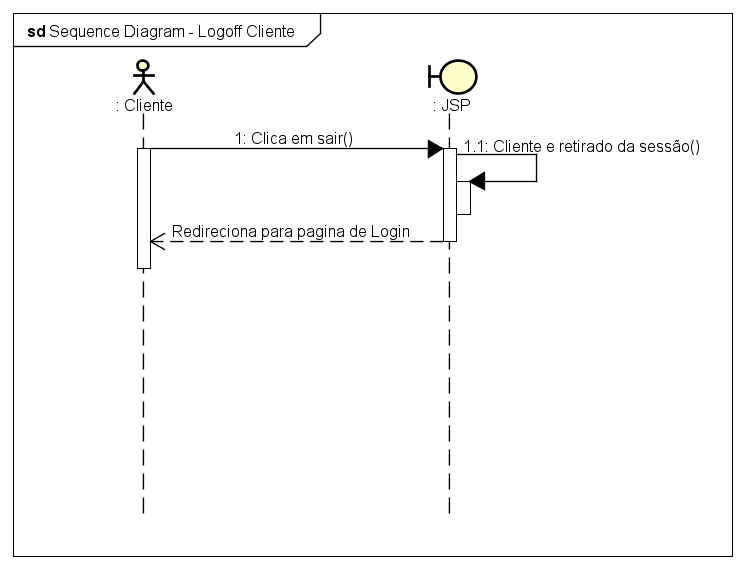 sd Sequence Diagram - Logoff Cliente
: Cliente
: JSP
1: Clica em sair()
1.1: Cliente e retirado da sessão()
Redireciona para pagina de Login